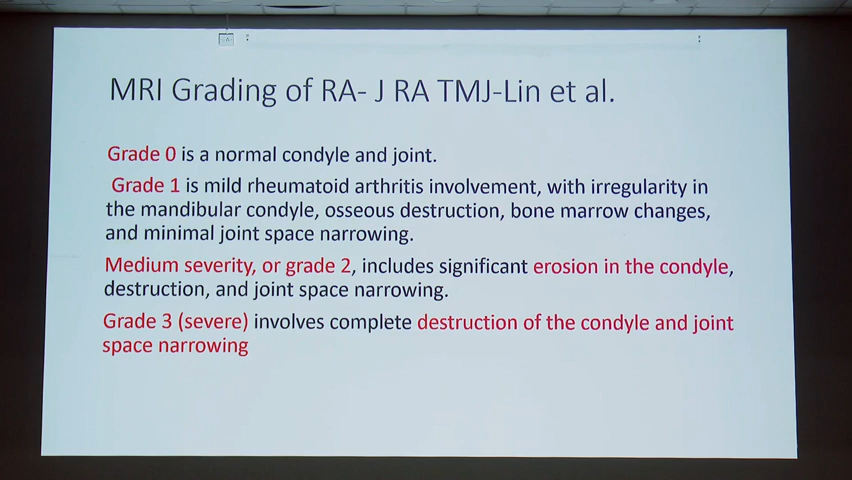 MRI Grading of RA- J RA TMJ-Lin et al.
Grade 0 is a normal condyle and joint.
Grade 1 is mild rheumatoid arthritis involvement, with irregularity in
the mandibular condyle, osseous destruction, bone marrow changes,
and minimal joint space narrowing.
Medium severity, or grade 2, includes significant erosion in the condyle,
destruction, and joint space narrowing.
Grade 3 (severe) involves complete destruction of the condyle and joint
space narrowing